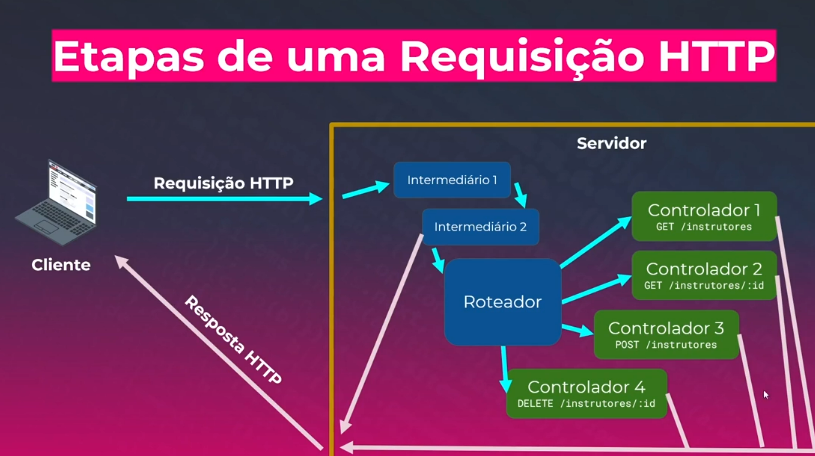 Etapas de uma Requisição HTTP
Servidor
Requisição HTTP
Intermediário 1
Intermediário 2
Roteador
Controlador 1
GET /instrutores
Controlador 2
GET /instrutores/:id
Controlador 3
POST /instrutores
Controlador 4
DELETE /instrutores/:id
Cliente
Resposta HTTP